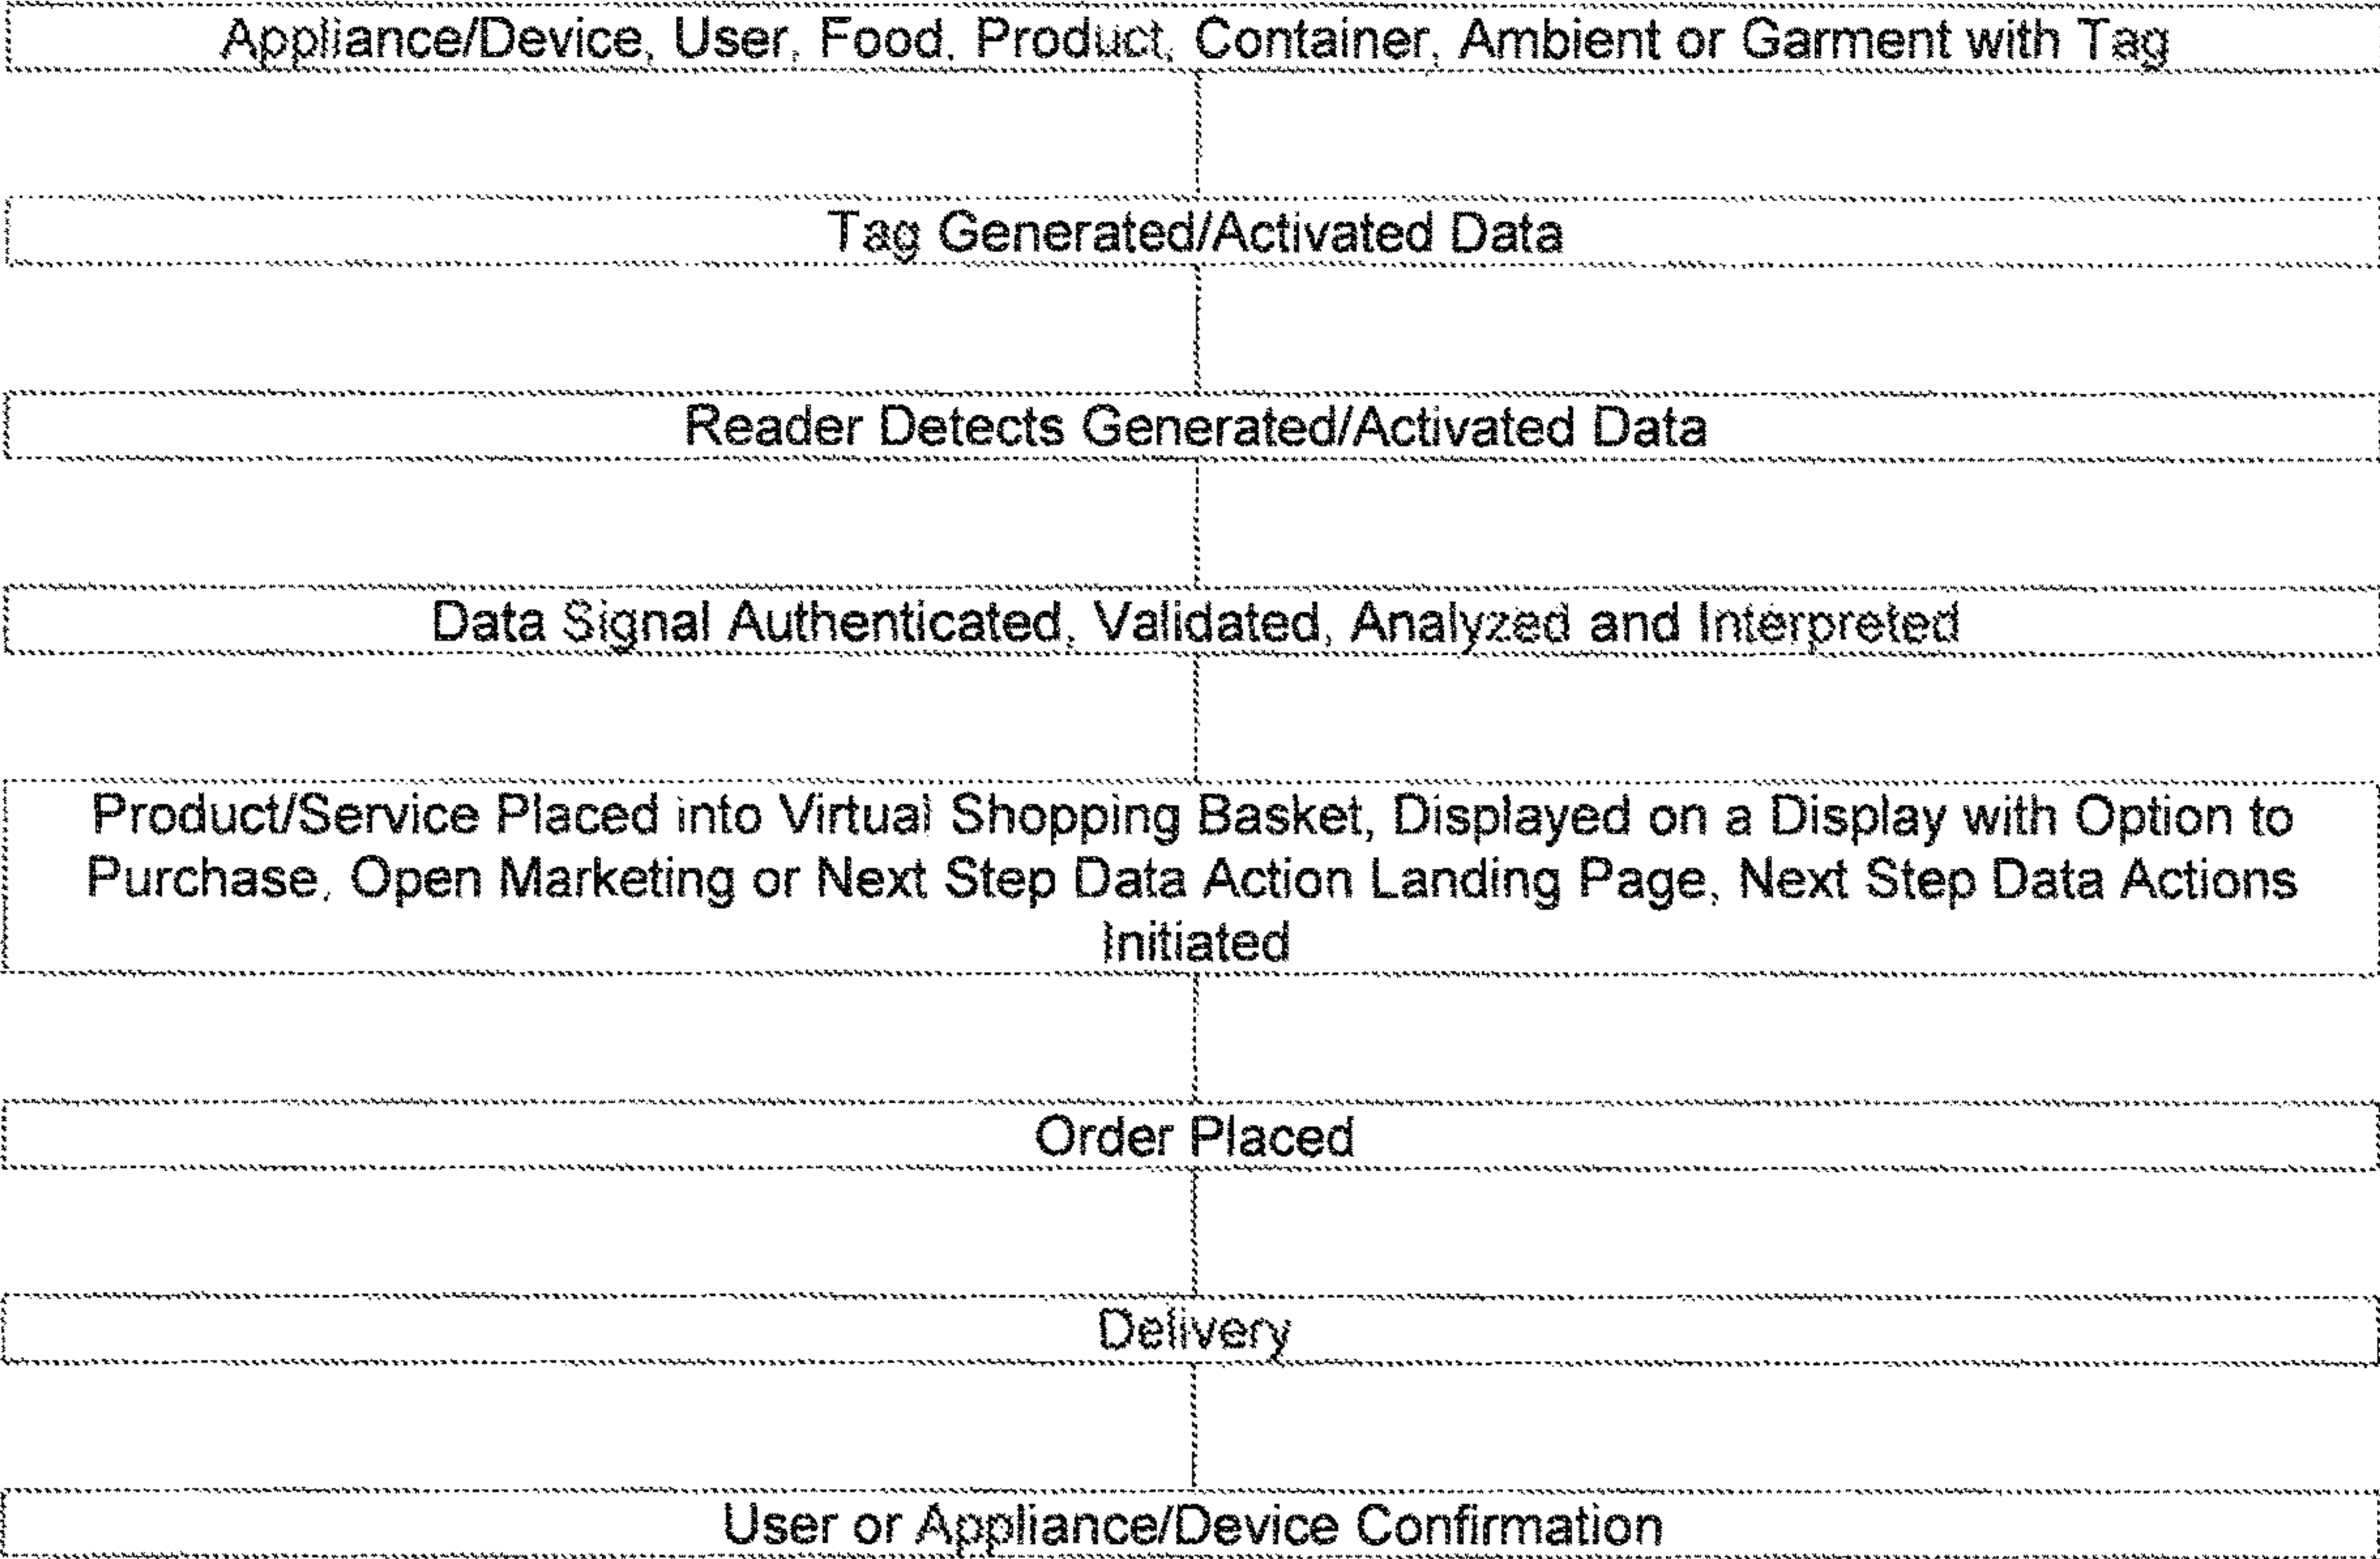 Appliance/Device, User, Food, Product, Container, Ambient or Garment with Tag
Tag Generated/Activated Data
Reader Detects Generated/Activated Data
Data Signal Authenticated, Validated, Analyzed and Interpreted
Product/Service Placed into Virtual Shopping Basket, Displayed on a Display with Option to
Purchase, Open Marketing or Next Step Data Action Landing Page, Next Step Data Actions
Initiated
Order Placed
Delivery
User or Appliance/Device Confirmation